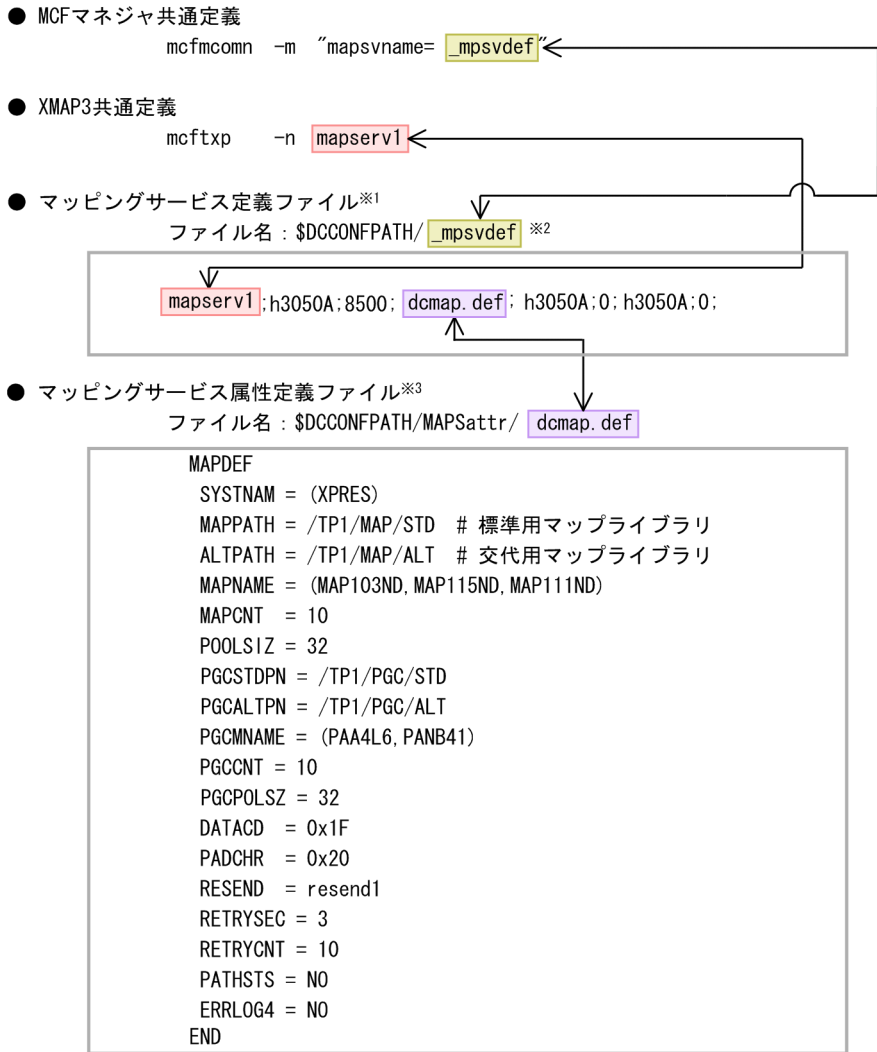 ● MCFマネジャ共通定義
mcfmcomn -m "mapsvname= _mpsvdef"
● XMAP3共通定義
mcftxp -n mapserv1
● マッピングサービス定義ファイル※1
ファイル名：$DCCONFPATH/ _mpsvdef ※2
mapserv1;h3050A;8500; dcmap.def; h3050A;0;h3050A;0;
● マッピングサービス属性定義ファイル※3
ファイル名：$DCCONFPATH/MAPSattr/ dcmap.def
MAPDEF
SYSTNAM = (XPRES)
MAPPATH = /TP1/MAP/STD # 標準用マップライブラリ
ALTPATH = /TP1/MAP/ALT # 交代用マップライブラリ
MAPNAME = (MAP103ND,MAP115ND,MAP111ND)
MAPCNT = 10
POOLSIZ = 32
PGCSTDPN = /TP1/PGC/STD
PGCALTPN = /TP1/PGC/ALT
PGCMNAME = (PAA4L6,PANB41)
PGCCNT = 10
PGCPOLSZ = 32
DATACD = 0x1F
PADCHR = 0x20
RESEND = resend1
RETRYSEC = 3
RETRYCNT = 10
PATHSTS = NO
ERRLOG4 = NO
END